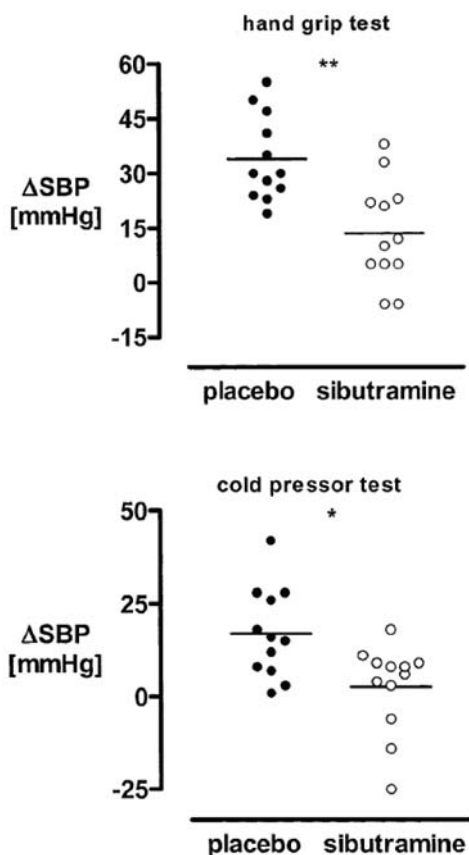 hand grip test
**
60
45
30
15
0
-15
ΔSBP
[mmHg]
placebo sibutramine
cold pressor test
*
50
25
0
-25
ΔSBP
[mmHg]
placebo sibutramine